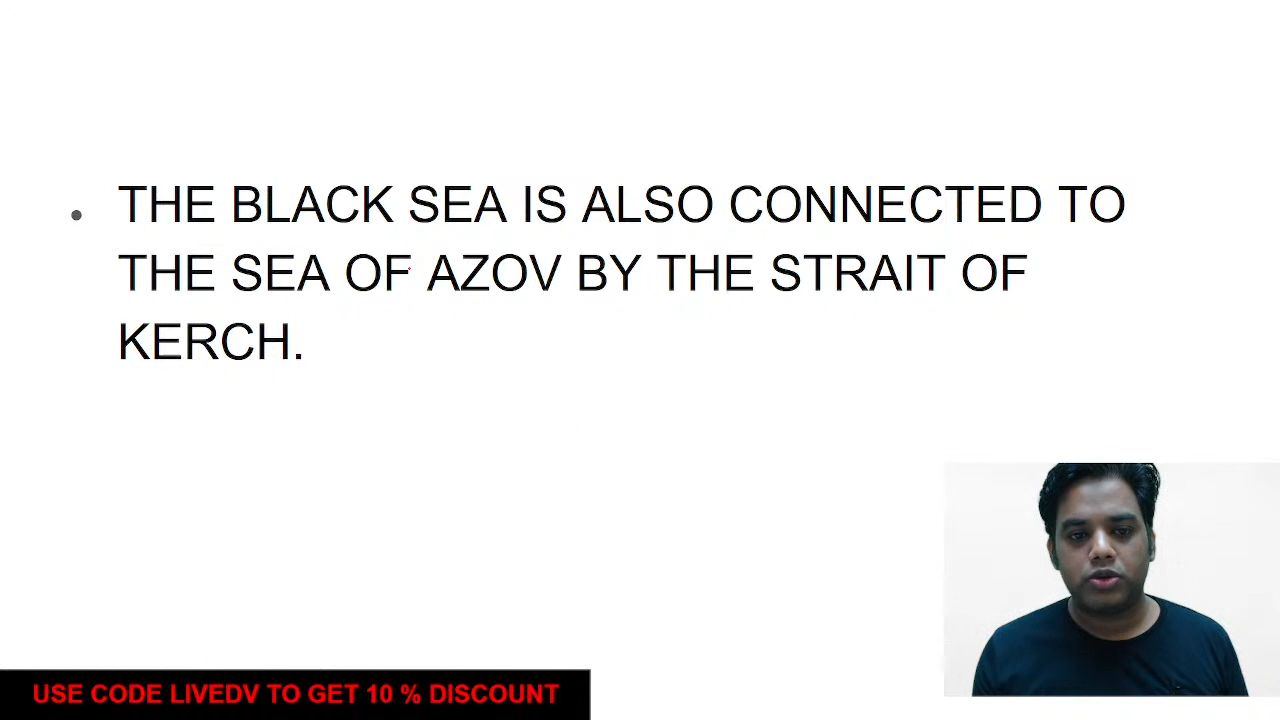 THE BLACK SEA IS ALSO CONNECTED TO
THE SEA OF AZOV BY THE STRAIT OF
KERCH.
USE CODE LIVEDV TO GET 10 % DISCOUNT